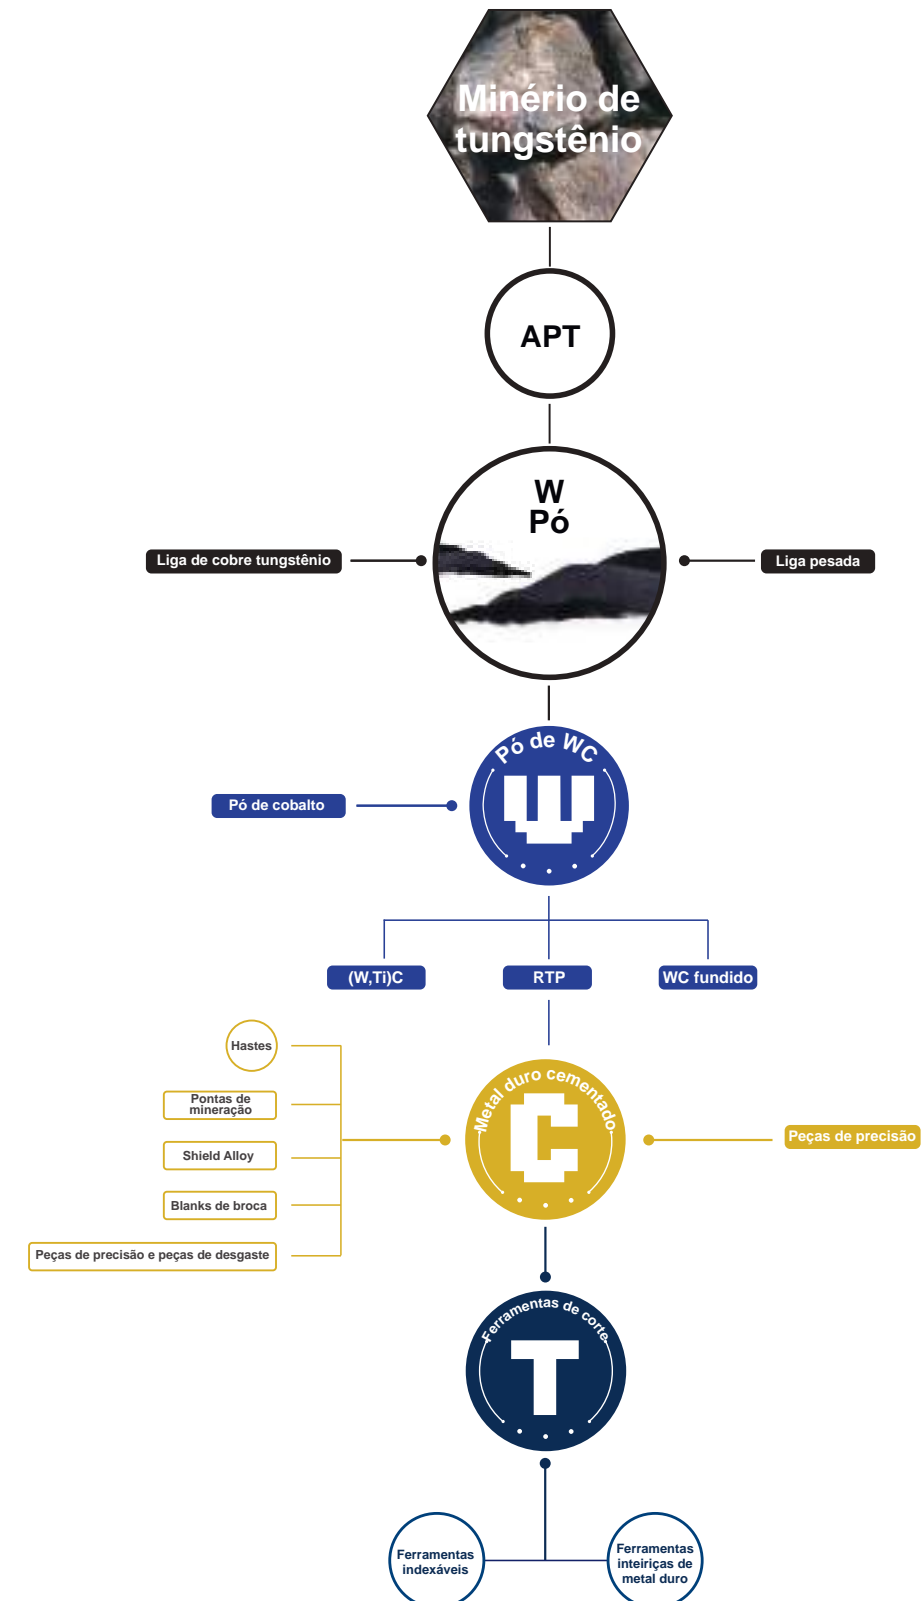 Minério de
tungstênio
APT
W
Pó
Liga de cobre tungstênio
Liga pesada
Pó de WC
W
Pó de cobalto
(W,Ti)C
RTP
WC fundido
Hastes
Pontas de
mineração
Shield Alloy
Blanks de broca
Peças de precisão e peças de desgaste
Metal duro cementado
C
Peças de precisão
Ferramentas de corte
T
Ferramentas
indexáveis
Ferramentas
inteiriças de
metal duro